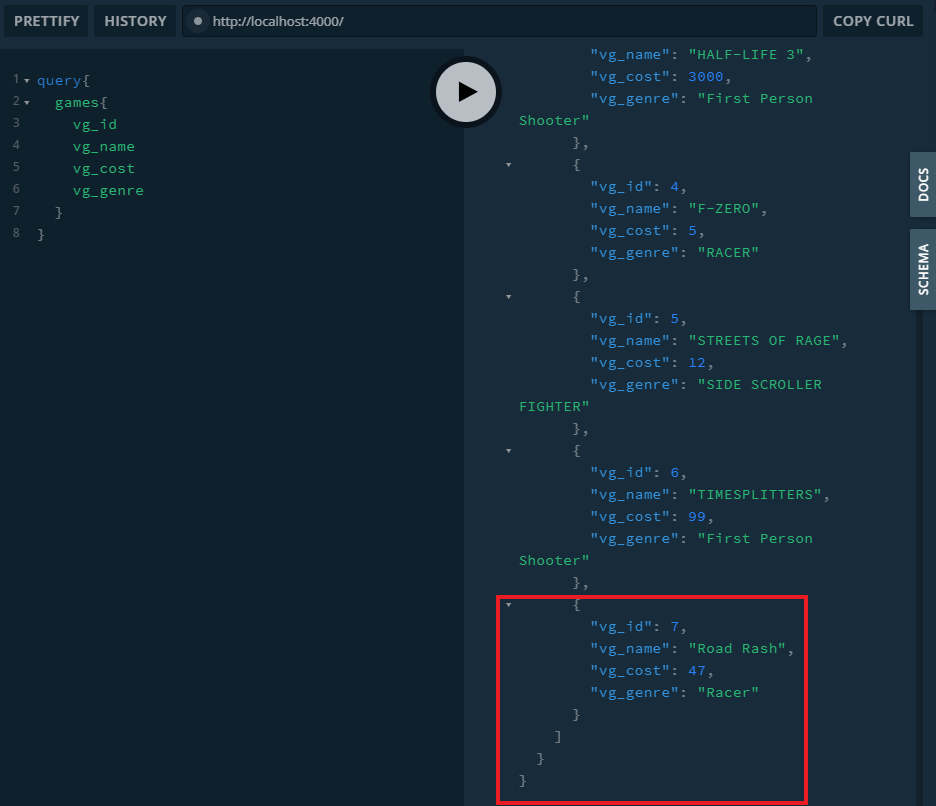 PRETTIFY HISTORY http://localhost:4000/ COPY CURL
1 query{
2 games{
3 vg_id
4 vg_name
5 vg_cost
6 vg_genre
7 }
8 }
"vg_name": "HALF-LIFE 3",
"vg_cost": 3000,
"vg_genre": "First Person
Shooter"
},
{
"vg_id": 4,
"vg_name": "F-ZERO",
"vg_cost": 5,
"vg_genre": "RACER"
},
{
"vg_id": 5,
"vg_name": "STREETS OF RAGE",
"vg_cost": 12,
"vg_genre": "SIDE SCROLLER
FIGHTER"
},
{
"vg_id": 6,
"vg_name": "TIMESPLITTERS",
"vg_cost": 99,
"vg_genre": "First Person
Shooter"
},
{
"vg_id": 7,
"vg_name": "Road Rash",
"vg_cost": 47,
"vg_genre": "Racer"
}
]
}
}
DOCS
SCHEMA